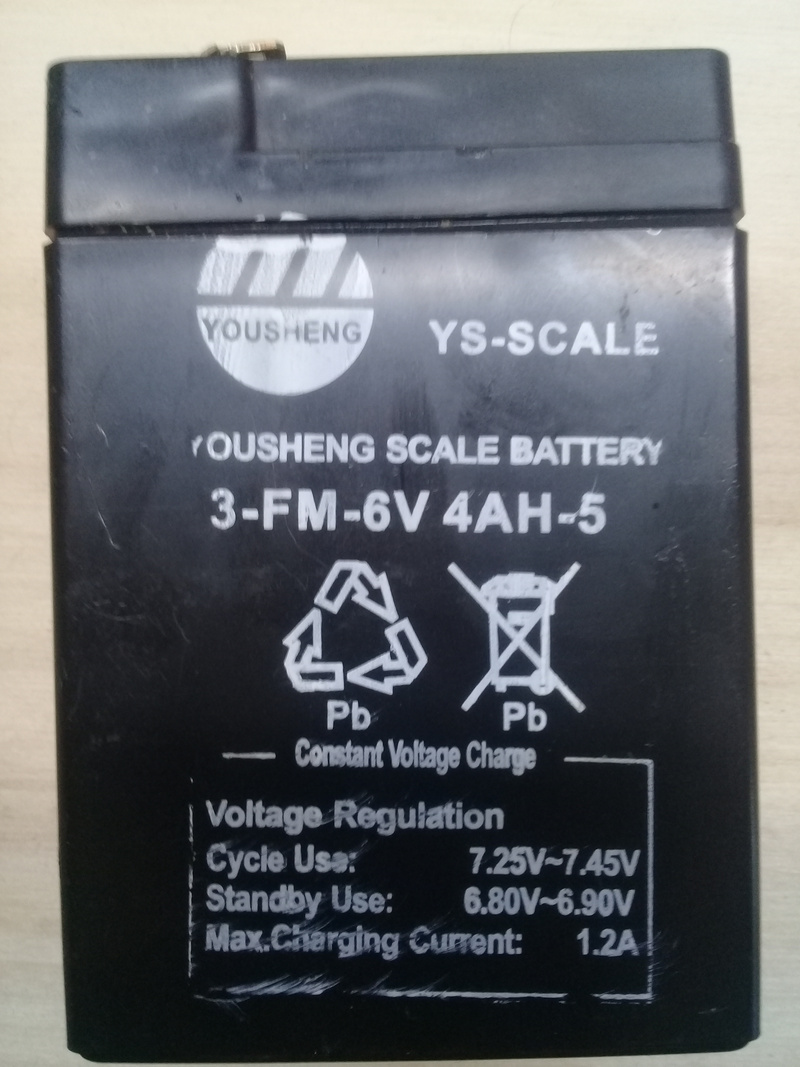 YOUSHENG
YS-SCALE
YOUSHENG SCALE BATTERY
3-FM-6V 4AH-5
Pb Pb
Constant Voltage Charge
Voltage Regulation
Cycle Use: 7.25V~7.45V
Standby Use: 6.80V~6.90V
Max.Charging Current: 1.2A